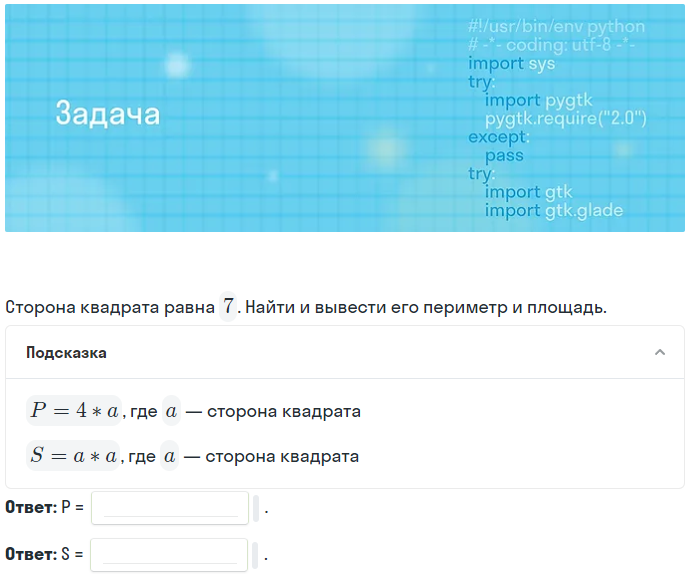 Задача
#!/usr/bin/env python
# -*- coding: utf-8 -*-
import sys
try:
import pygtk
pygtk.require("2.0")
except:
pass
try:
import gtk
import gtk.glade
Сторона квадрата равна 7. Найти и вывести его периметр и площадь.
Подсказка
P = 4 * a, где a — сторона квадрата
S = a * a, где a — сторона квадрата
Ответ: P = .
Ответ: S = .